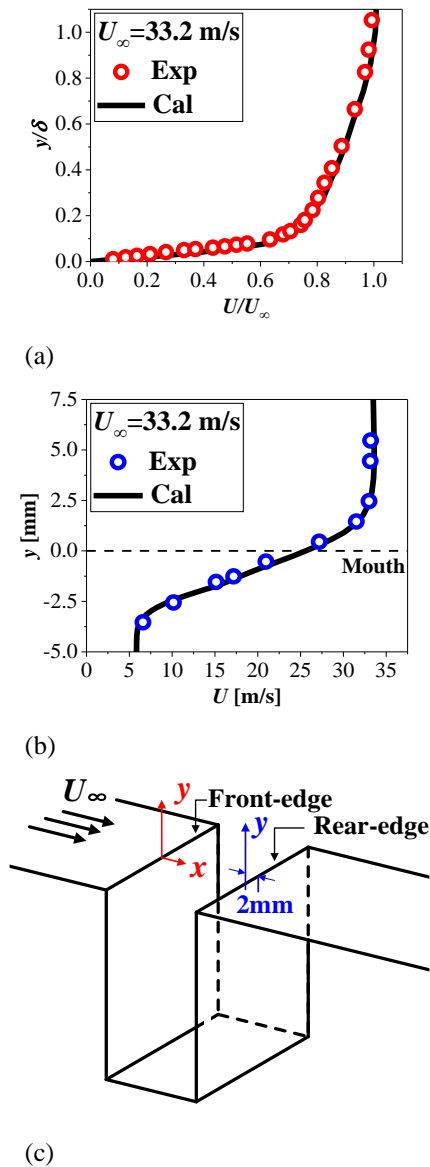 1.0
0.8
0.6
0.4
0.2
0.0
y/δ
U∞=33.2 m/s
Exp
Cal
0.0 0.2 0.4 0.6 0.8 1.0
U/U∞
(a)
7.5
5.0
2.5
0.0
-2.5
-5.0
y [mm]
U∞=33.2 m/s
Exp
Cal
Mouth
0 5 10 15 20 25 30 35
U [m/s]
(b)
U∞
y
Front-edge
x
y
Rear-edge
2mm
(c)